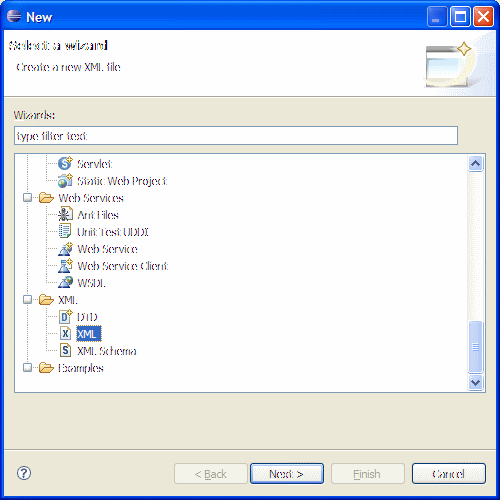 New
Select a wizard
Create a new XML file
Wizards:
type filter text
Servlet
Static Web Project
Web Services
Ant Files
Unit Test UDDI
Web Service
Web Service Client
WSDL
XML
DTD
XML
XML Schema
Examples
?
< Back Next > Finish Cancel